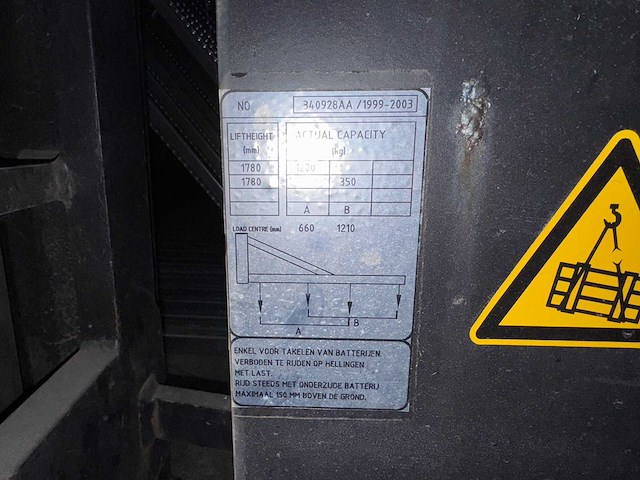 NO 340928AA /1999-2003
LIFTHEIGHT (mm) ACTUAL CAPACITY (kg)
1780 1200
1780 350
A B
LOAD CENTRE (mm) 660 1210
A B
ENKEL VOOR TAKELEN VAN BATTERIJEN.
VERBODEN TE RIJDEN OP HELLINGEN
MET LAST.
RIJD STEEDS MET ONDERZIJDE BATTERIJ
MAXIMAAL 150 MM BOVEN DE GROND.